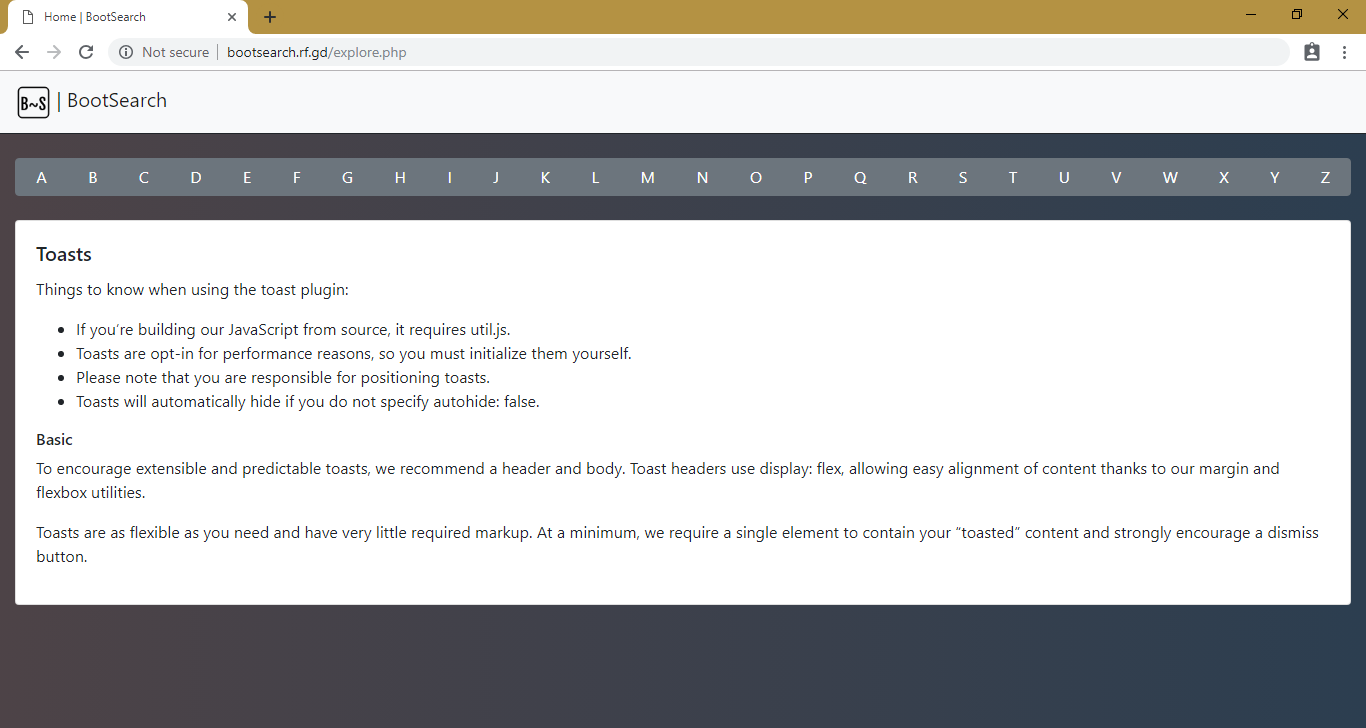 Home | BootSearch
Not secure | bootsearch.rf.gd/explore.php
B~S | BootSearch
A B C D E F G H I J K L M N O P Q R S T U V W X Y Z
Toasts
Things to know when using the toast plugin:
• If you’re building our JavaScript from source, it requires util.js.
• Toasts are opt-in for performance reasons, so you must initialize them yourself.
• Please note that you are responsible for positioning toasts.
• Toasts will automatically hide if you do not specify autohide: false.
Basic
To encourage extensible and predictable toasts, we recommend a header and body. Toast headers use display: flex, allowing easy alignment of content thanks to our margin and
flexbox utilities.
Toasts are as flexible as you need and have very little required markup. At a minimum, we require a single element to contain your “toasted” content and strongly encourage a dismiss
button.